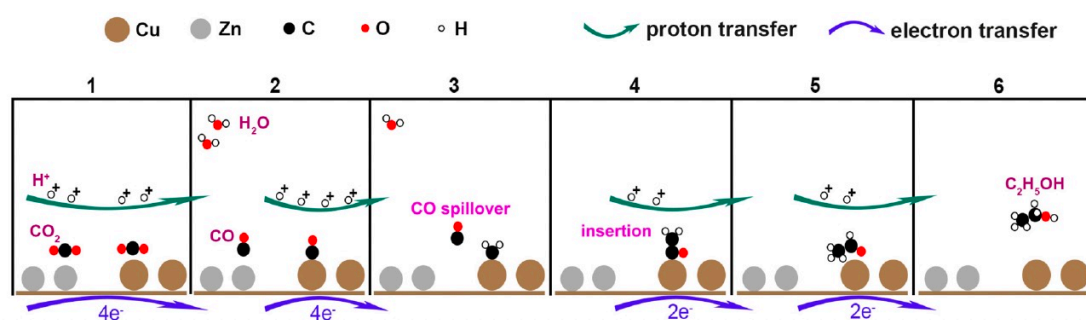 Cu Zn C O H proton transfer electron transfer
1 2 3 4 5 6
H₂O
H⁺ + + + + + + + + + + + +
C₂H₅OH
CO spillover
CO₂ CO insertion
4e⁻ 4e⁻ 2e⁻ 2e⁻